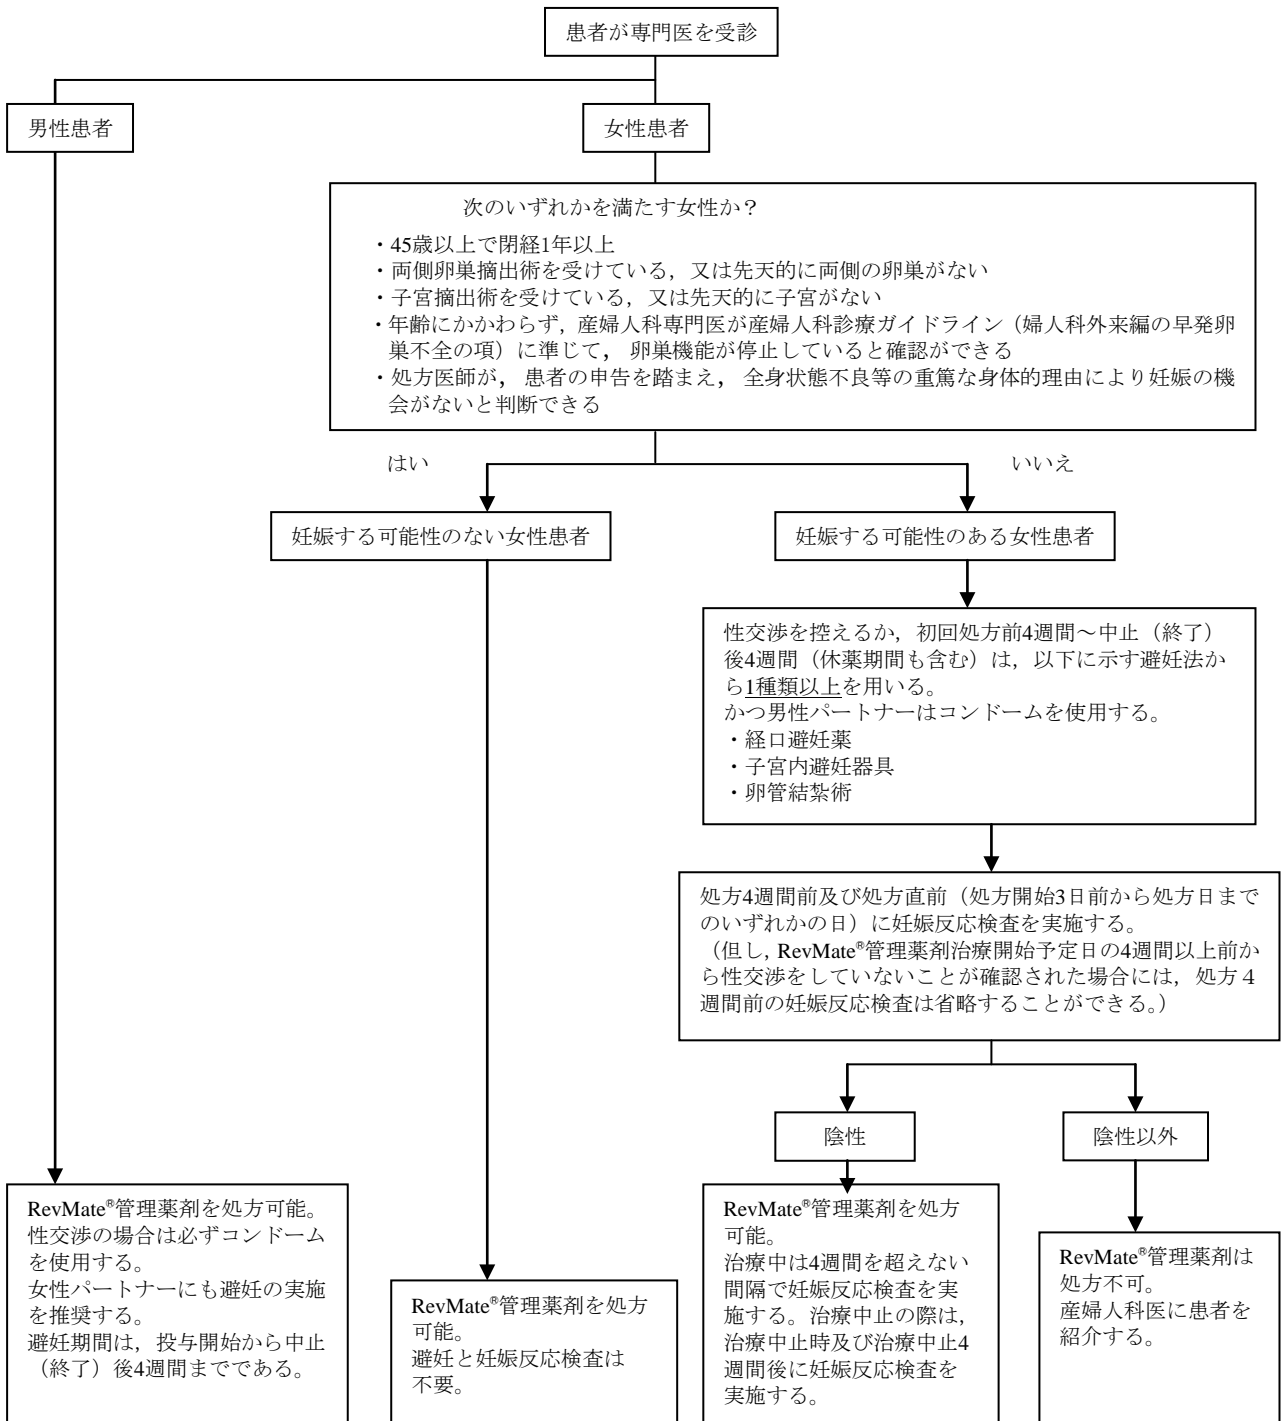 患者が専門医を受診
男性患者
女性患者
次のいずれかを満たす女性か？
・45歳以上で閉経1年以上
・両側卵巣摘出術を受けている，又は先天的に両側の卵巣がない
・子宮摘出術を受けている，又は先天的に子宮がない
・年齢にかかわらず，産婦人科専門医が産婦人科診療ガイドライン（婦人科外来編の早発卵
巣不全の項）に準じて， 卵巣機能が停止していると確認ができる
・処方医師が， 患者の申告を踏まえ， 全身状態不良等の重篤な身体的理由により妊娠の機
会がないと判断できる
はい
いいえ
妊娠する可能性のない女性患者
妊娠する可能性のある女性患者
性交渉を控えるか，初回処方前4週間～中止（終了）
後4週間（休薬期間も含む）は，以下に示す避妊法か
ら1種類以上を用いる。
かつ男性パートナーはコンドームを使用する。
・経口避妊薬
・子宮内避妊器具
・卵管結紮術
処方4週間前及び処方直前（処方開始3日前から処方日まで
のいずれかの日）に妊娠反応検査を実施する。
（但し，RevMate®管理薬剤治療開始予定日の4週間以上前か
ら性交渉をしていないことが確認された場合には，処方４
週間前の妊娠反応検査は省略することができる。）
陰性
陰性以外
RevMate®管理薬剤を処方可能。
性交渉の場合は必ずコンドーム
を使用する。
女性パートナーにも避妊の実施
を推奨する。
避妊期間は，投与開始から中止
（終了）後4週間までである。
RevMate®管理薬剤を処方
可能。
避妊と妊娠反応検査は
不要。
RevMate®管理薬剤を処方
可能。
治療中は4週間を超えない
間隔で妊娠反応検査を実
施する。治療中止の際は，
治療中止時及び治療中止4
週間後に妊娠反応検査を
実施する。
RevMate®管理薬剤は
処方不可。
産婦人科医に患者を
紹介する。